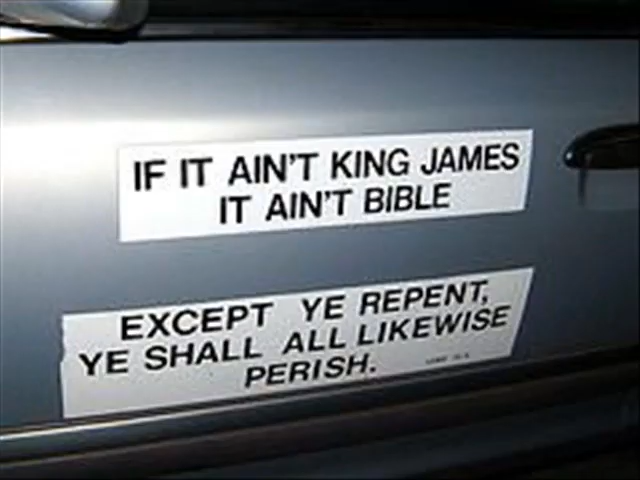 IF IT AIN'T KING JAMES
IT AIN'T BIBLE
EXCEPT YE REPENT,
YE SHALL ALL LIKEWISE
PERISH.